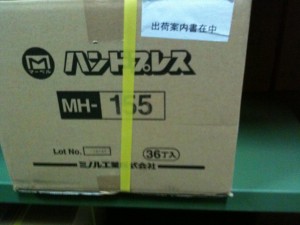 出荷案内書在中
M
マーベル
ハンドプレス
MH-155
Lot No.
36丁入
ミノル工業株式会社